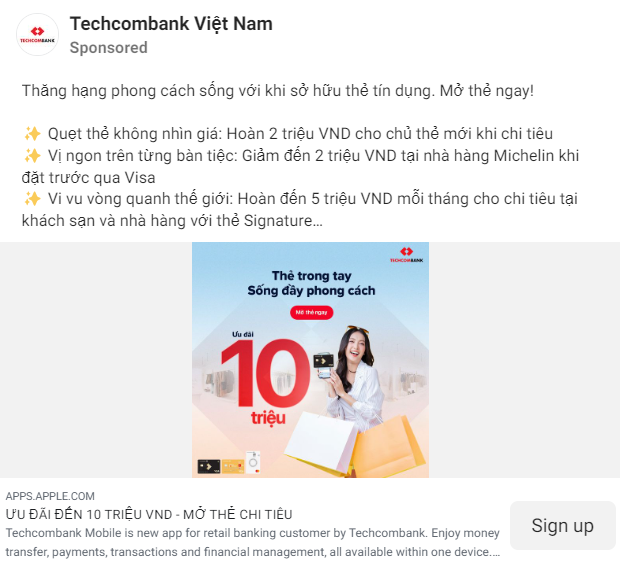 Techcombank Việt Nam
TECHCOMBANK
Sponsored
Thăng hạng phong cách sống với khi sở hữu thẻ tín dụng. Mở thẻ ngay!
✨ Quẹt thẻ không nhìn giá: Hoàn 2 triệu VND cho chủ thẻ mới khi chi tiêu
✨ Vị ngon trên từng bàn tiệc: Giảm đến 2 triệu VND tại nhà hàng Michelin khi
đặt trước qua Visa
✨ Vi vu vòng quanh thế giới: Hoàn đến 5 triệu VND mỗi tháng cho chi tiêu tại
khách sạn và nhà hàng với thẻ Signature…
TECHCOMBANK
Thẻ trong tay
Sống đầy phong cách
Mở thẻ ngay
Ưu đãi
10
triệu
APPS.APPLE.COM
ƯU ĐÃI ĐẾN 10 TRIỆU VND - MỞ THẺ CHI TIÊU
Techcombank Mobile is new app for retail banking customer by Techcombank. Enjoy money
transfer, payments, transactions and financial management, all available within one device....
Sign up